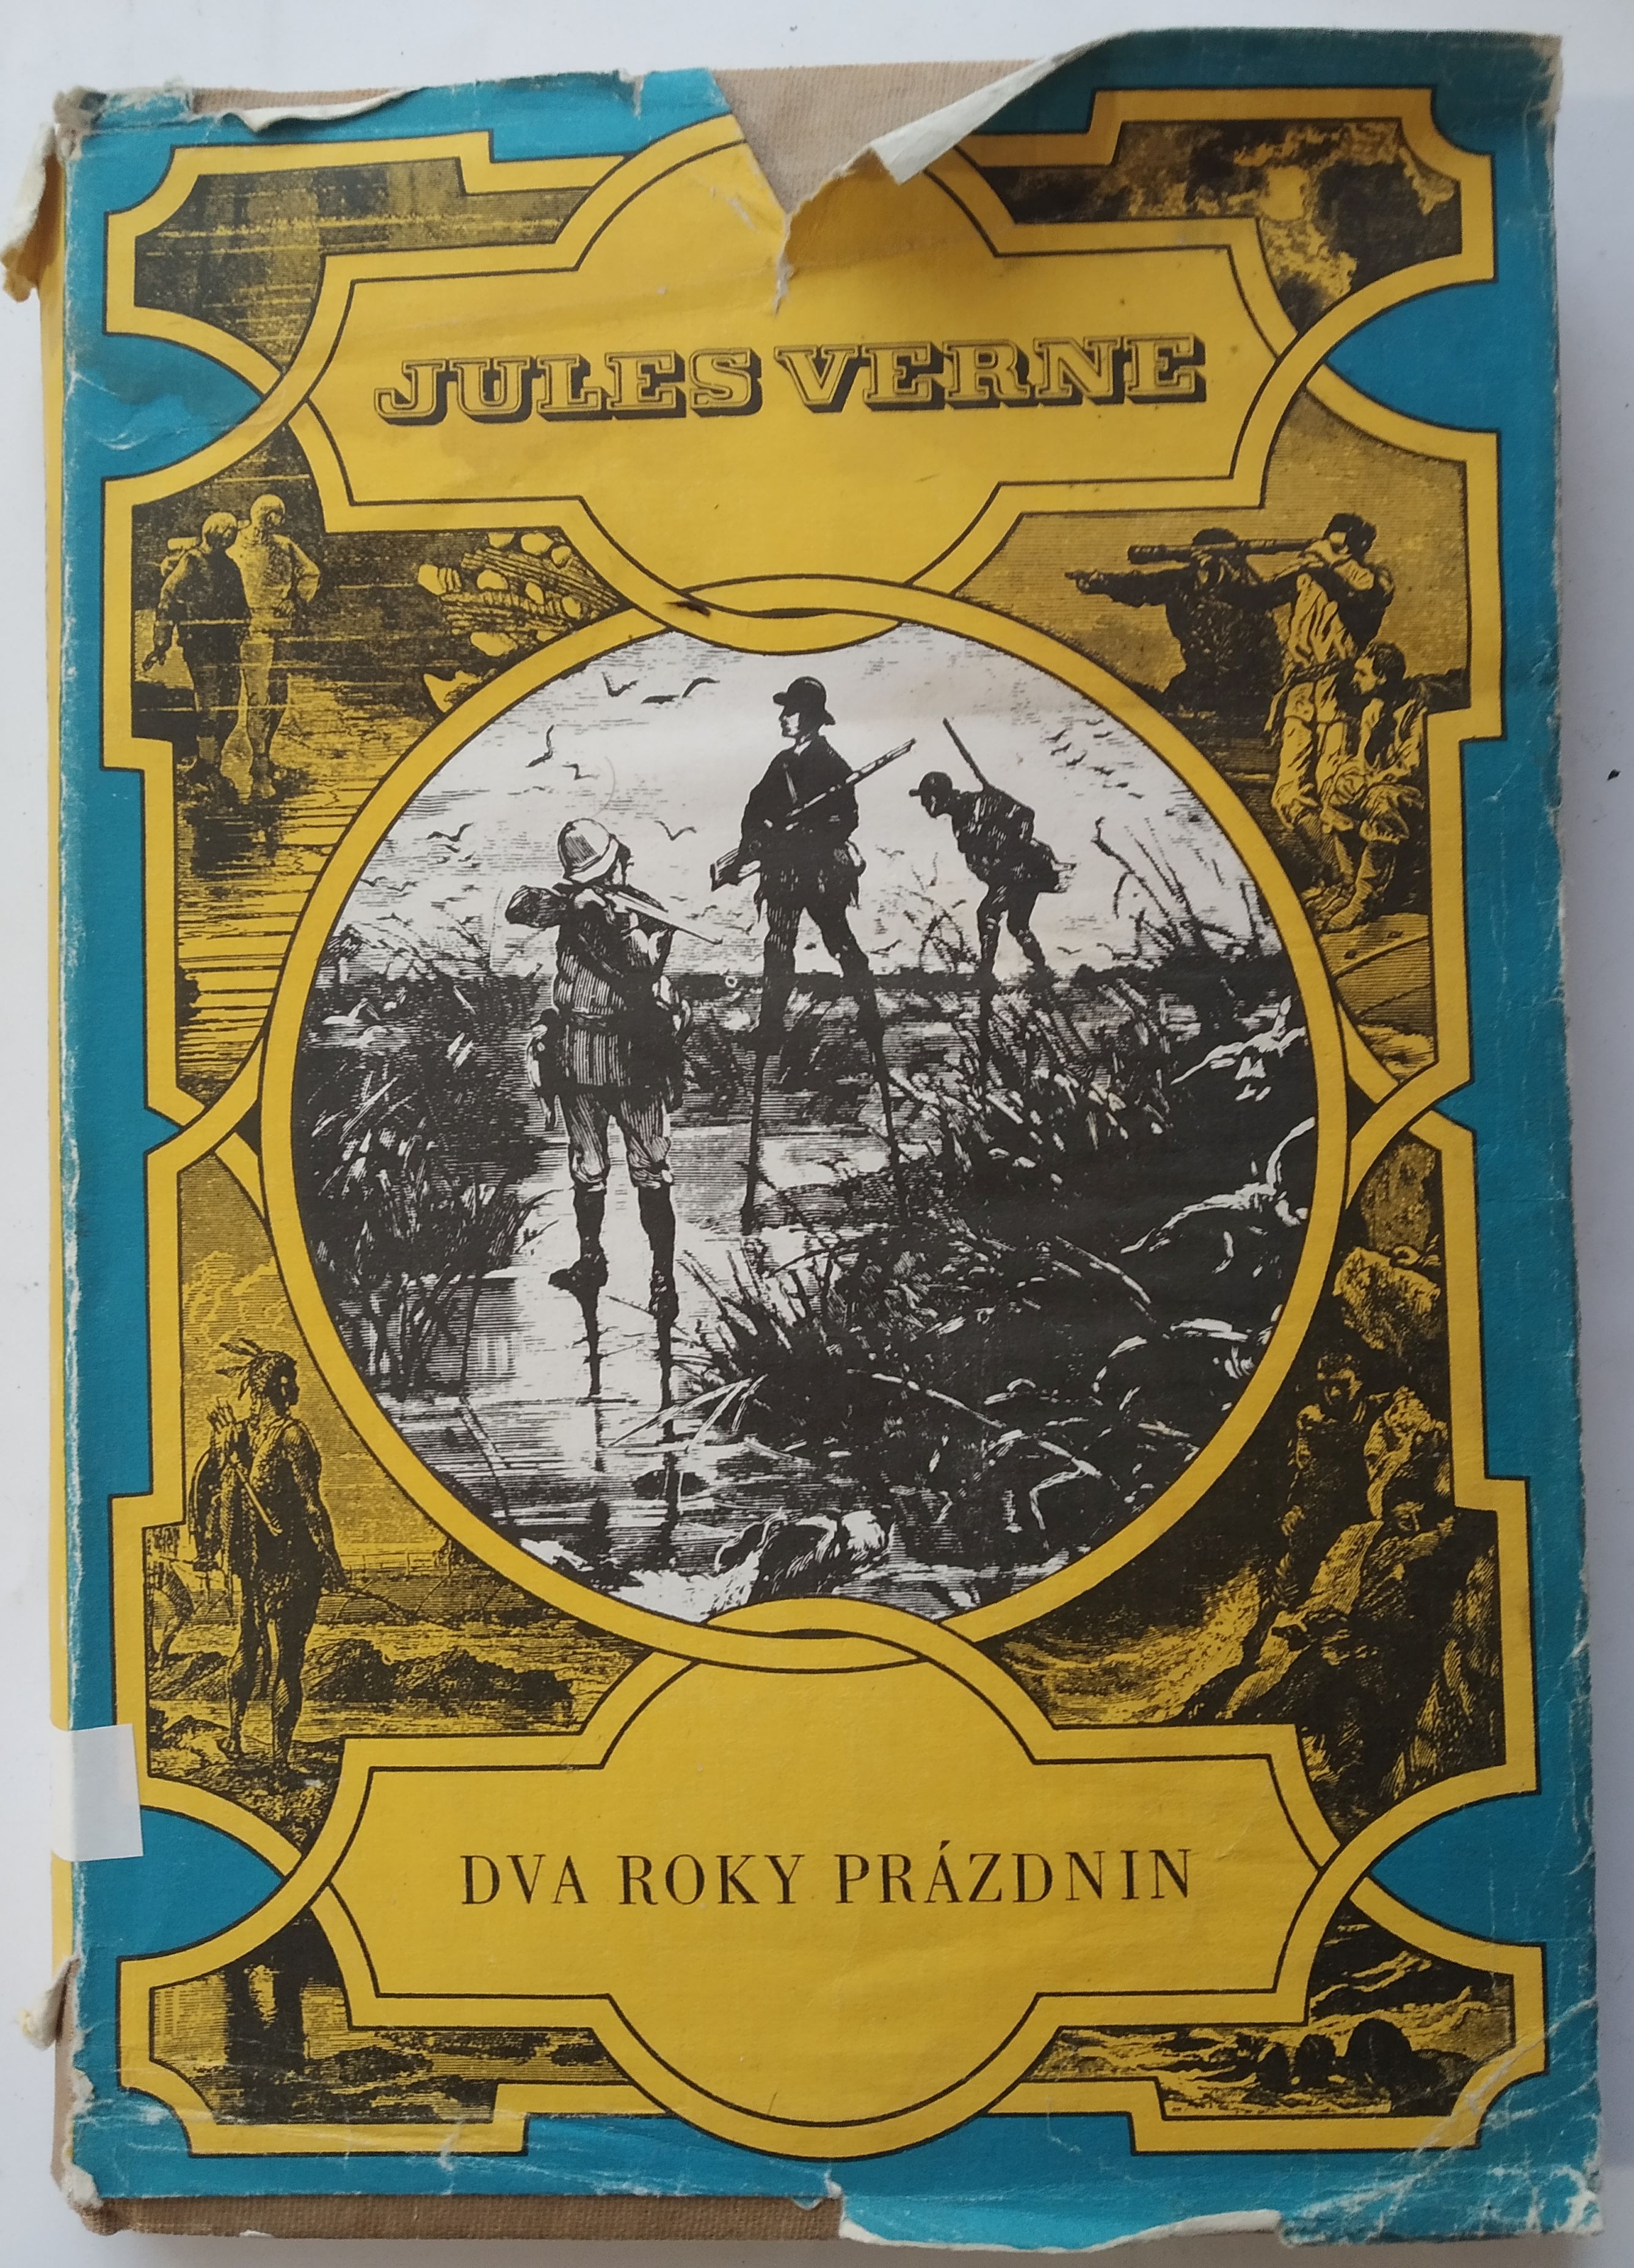 JULES VERNE
DVA ROKY PRÁZDNIN